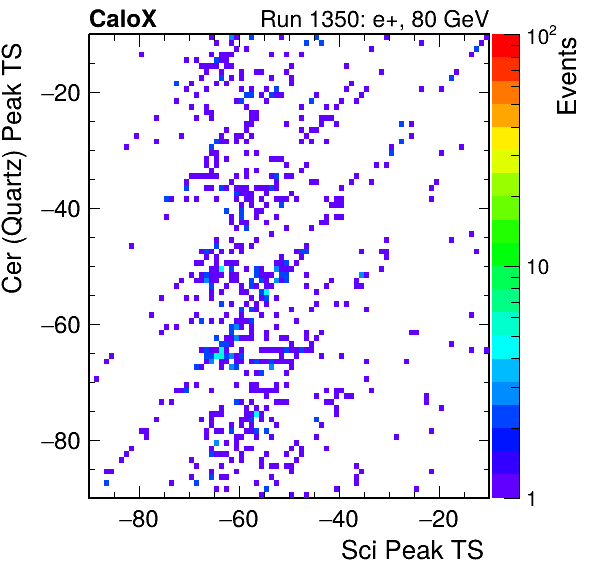 CaloX Run 1350: e+, 80 GeV
Cer (Quartz) Peak TS
−20
−40
−60
−80
−80 −60 −40 −20
Sci Peak TS
10²
10
1
Events